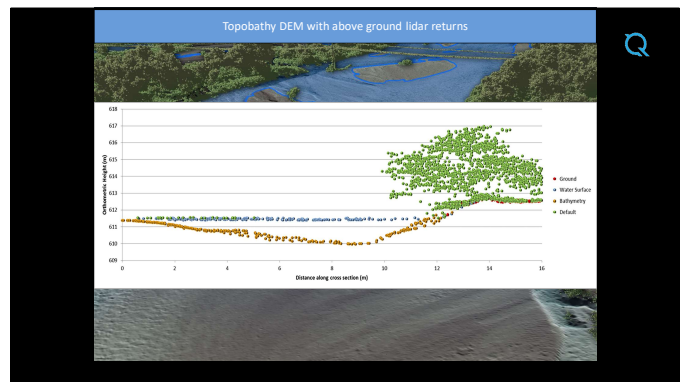 Topobathy DEM with above ground lidar returns
618
617
616
615
614
613
612
611
610
609
Orthometric Height (m)
0 2 4 6 8 10 12 14 16
Distance along cross section (m)
Ground
Water Surface
Bathymetry
Default